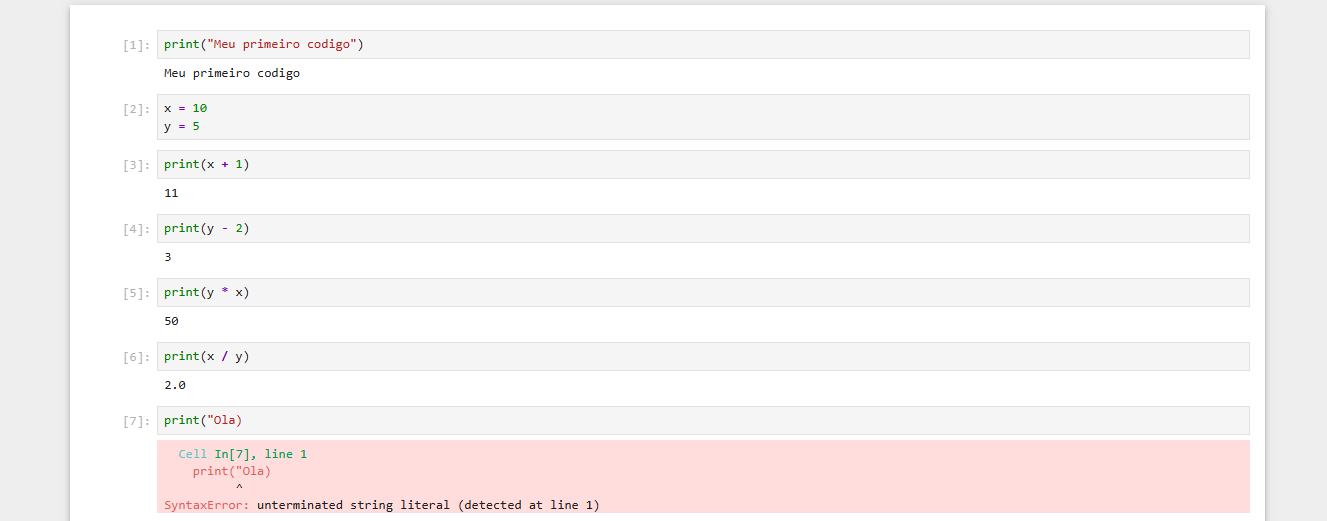 [1]: print("Meu primeiro codigo")
Meu primeiro codigo
[2]: x = 10
y = 5
[3]: print(x + 1)
11
[4]: print(y - 2)
3
[5]: print(y * x)
50
[6]: print(x / y)
2.0
[7]: print("Ola)
Cell In[7], line 1
print("Ola)
^
SyntaxError: unterminated string literal (detected at line 1)